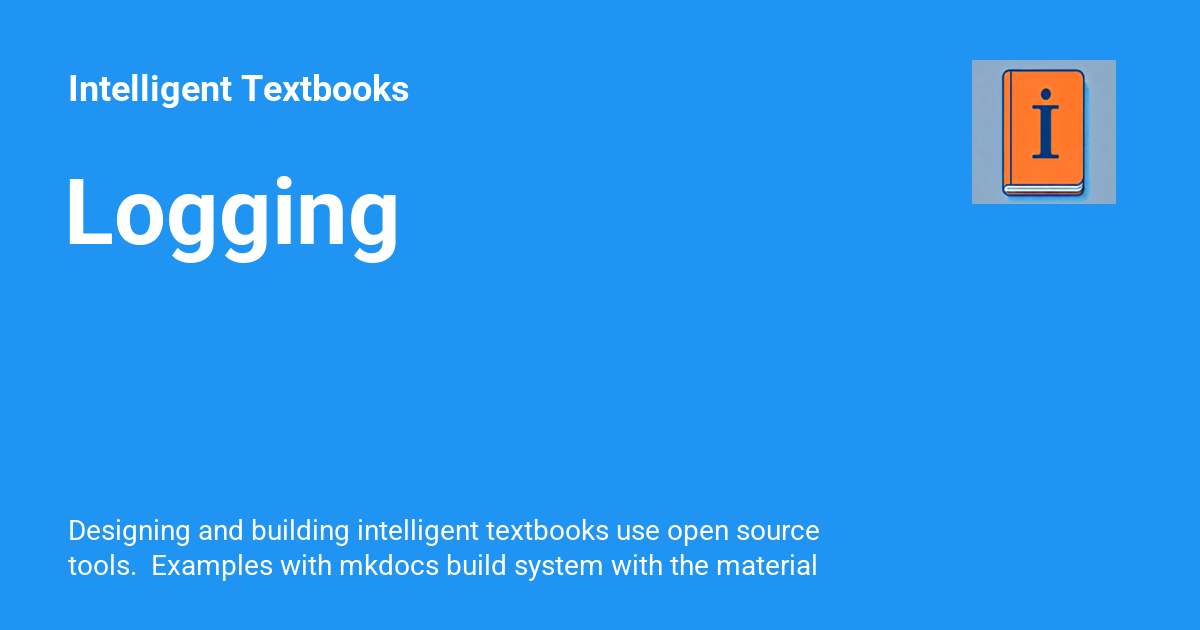 Intelligent Textbooks
i
Logging
Designing and building intelligent textbooks use open source
tools.  Examples with mkdocs build system with the material